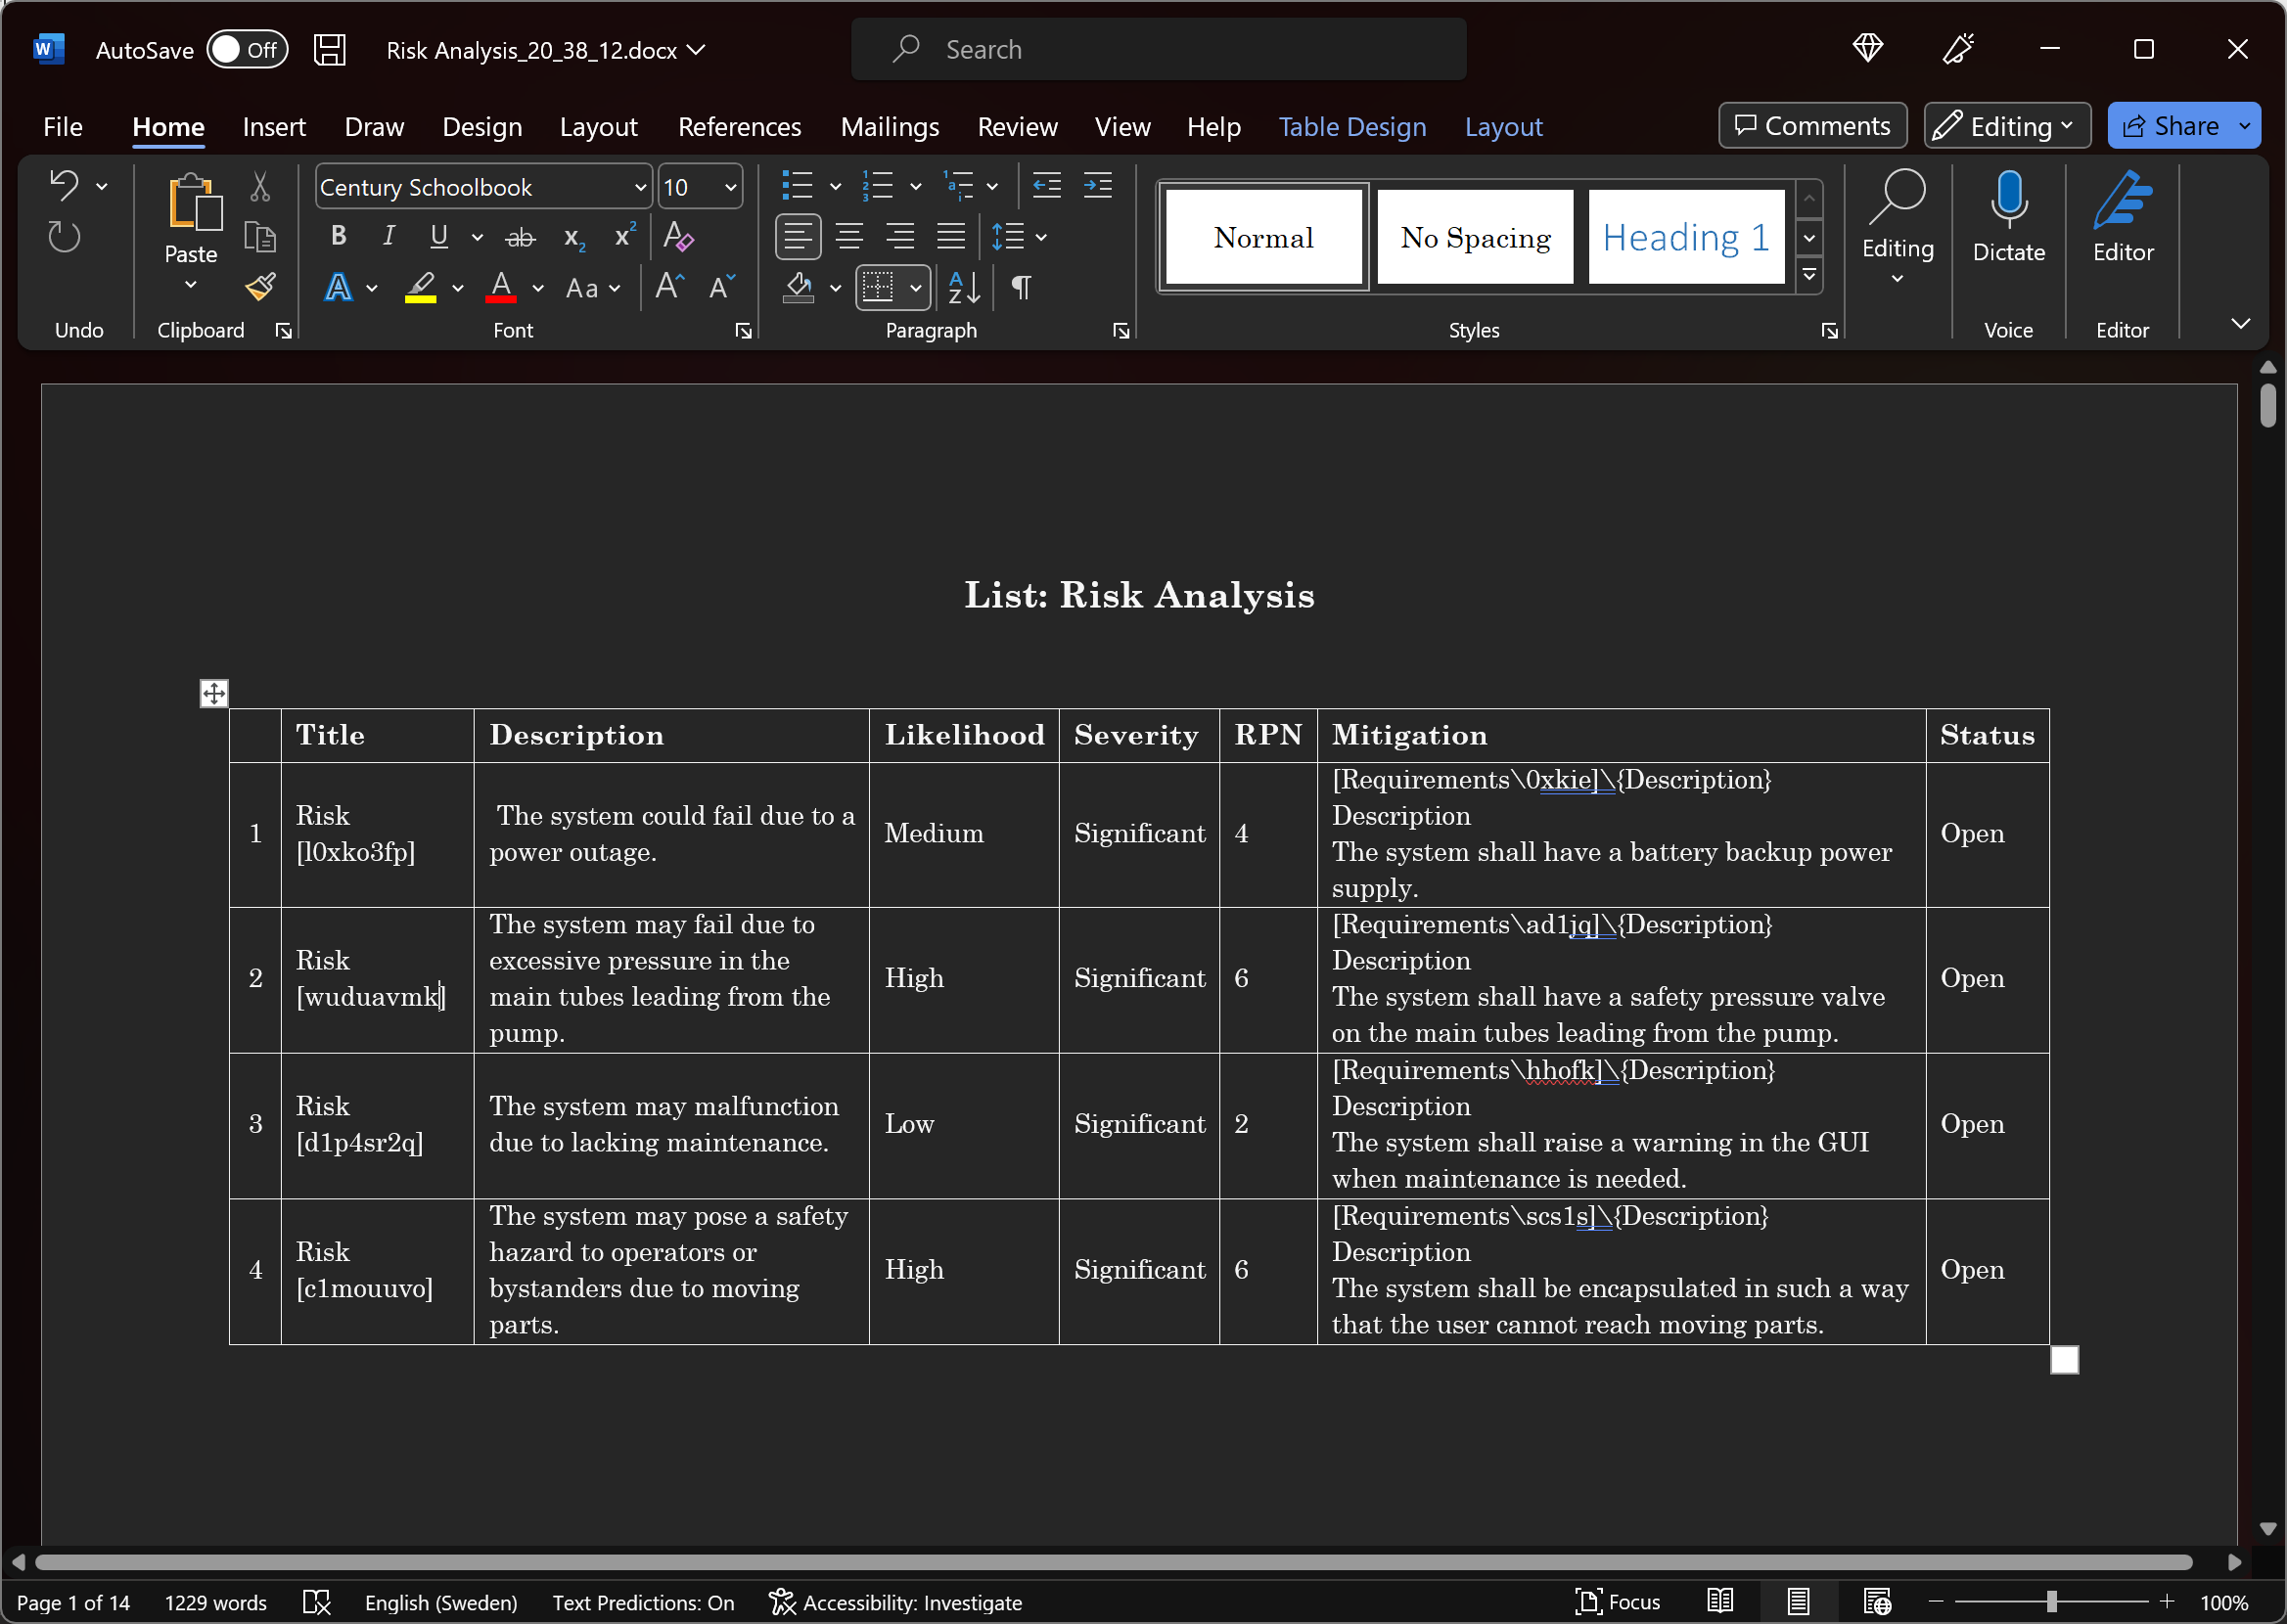 AutoSave Off Risk Analysis_20_38_12.docx Search
File Home Insert Draw Design Layout References Mailings Review View Help Table Design Layout Comments Editing Share
Century Schoolbook 10
Paste
Normal No Spacing Heading 1
Editing Dictate Editor
Undo Clipboard Font Paragraph Styles Voice Editor
List: Risk Analysis
Title Description Likelihood Severity RPN Mitigation Status
1
Risk
[l0xko3fp]
The system could fail due to a
power outage.
Medium
Significant
4
[Requirements\0xkie]\{Description}
Description
The system shall have a battery backup power
supply.
Open
2
Risk
[wuduavmk]
The system may fail due to
excessive pressure in the
main tubes leading from the
pump.
High
Significant
6
[Requirements\ad1jq]\{Description}
Description
The system shall have a safety pressure valve
on the main tubes leading from the pump.
Open
3
Risk
[d1p4sr2q]
The system may malfunction
due to lacking maintenance.
Low
Significant
2
[Requirements\hhofk]\{Description}
Description
The system shall raise a warning in the GUI
when maintenance is needed.
Open
4
Risk
[c1mouuvo]
The system may pose a safety
hazard to operators or
bystanders due to moving
parts.
High
Significant
6
[Requirements\scs1s]\{Description}
Description
The system shall be encapsulated in such a way
that the user cannot reach moving parts.
Open
Page 1 of 14 1229 words English (Sweden) Text Predictions: On Accessibility: Investigate Focus 100%